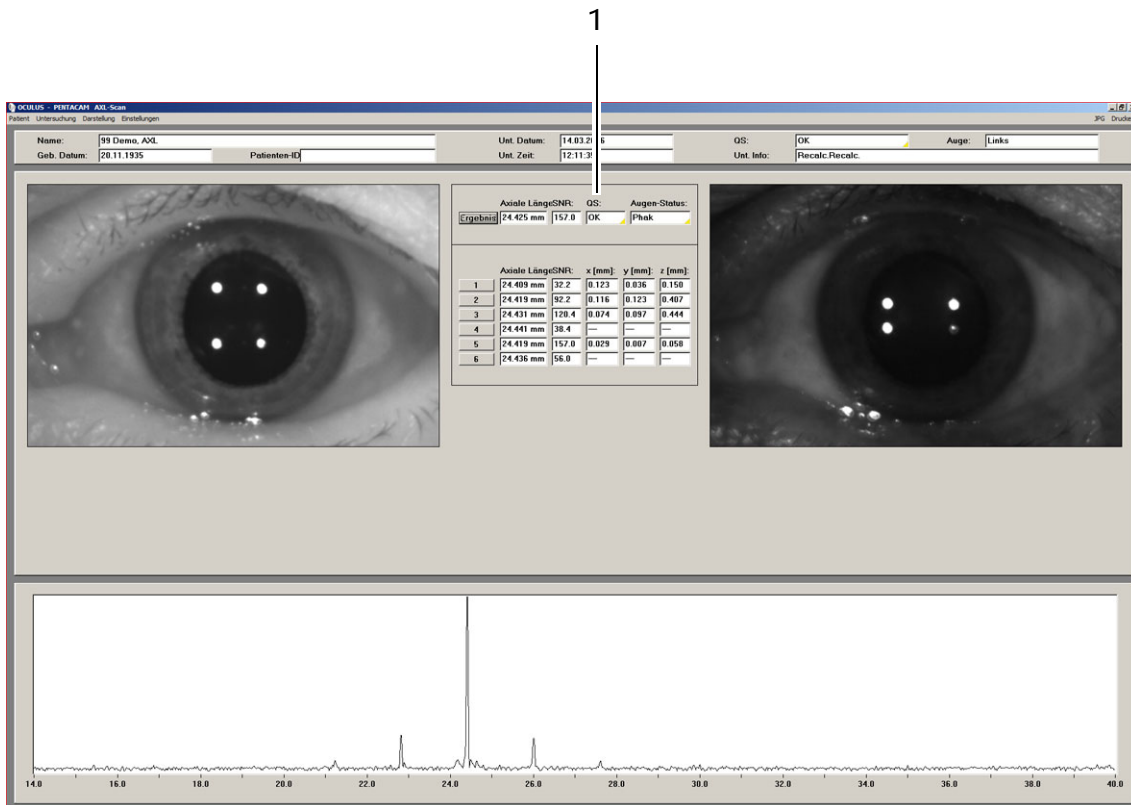 1
OCULUS - PENTACAM AXL-Scan
Patient Untersuchung Darstellung Einstellungen JPG
Name: 99 Demo, AXL Unt. Datum: QS: OK Auge: Links
Geb. Datum: 20.11.1935 Patienten-ID Unt. Zeit: Unt. Info: Recalc.Recalc.
Axiale Länge SNR: QS: Augen-Status:
Ergebnis 24.425 mm 157.0 OK Phak
Axiale Länge SNR: x [mm]: y [mm]: z [mm]:
1 24.409 mm 32.2 0.123 0.036 0.150
2 24.419 mm 92.2 0.116 0.123 0.407
3 24.431 mm 120.4 0.074 0.097 0.444
4 24.441 mm 38.4 — — —
5 24.419 mm 157.0 0.029 0.007 0.058
6 24.436 mm 56.0 — — —
14.0 16.0 18.0 20.0 22.0 24.0 26.0 28.0 30.0 32.0 34.0 36.0 38.0 40.0